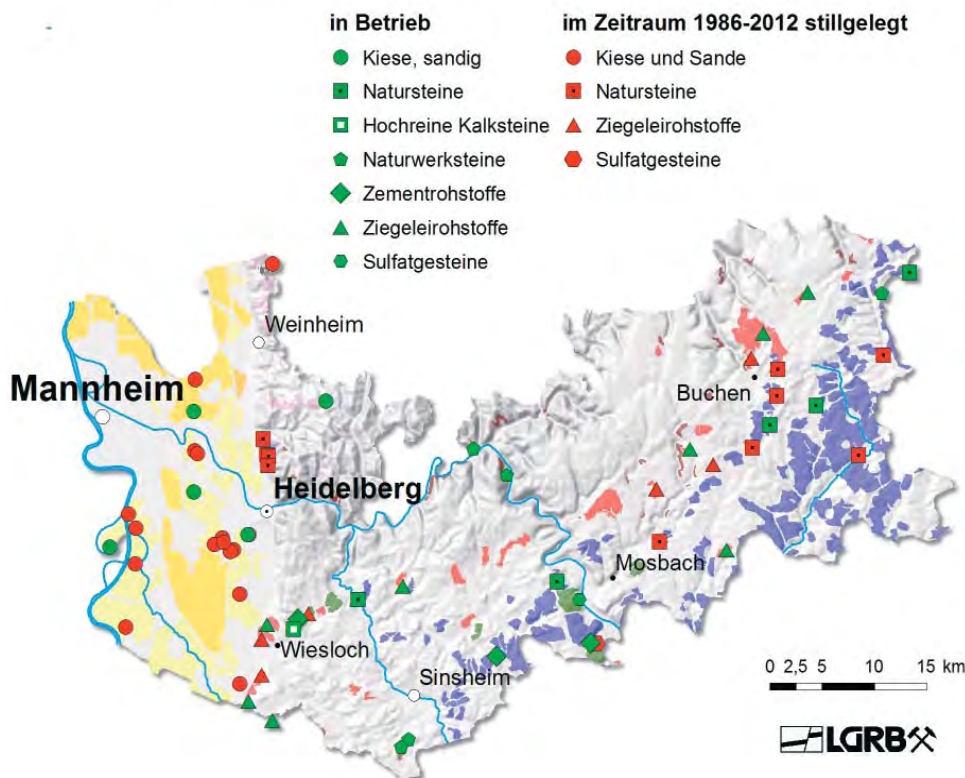 in Betrieb
Kiese, sandig
Natursteine
Hochreine Kalksteine
Naturwerksteine
Zementrohstoffe
Ziegeleirohstoffe
Sulfatgesteine
im Zeitraum 1986-2012 stillgelegt
Kiese und Sande
Natursteine
Ziegeleirohstoffe
Sulfatgesteine
Weinheim
Mannheim
Buchen
Heidelberg
Mosbach
Wiesloch
Sinsheim
0 2,5 5 10 15 km
LGRB